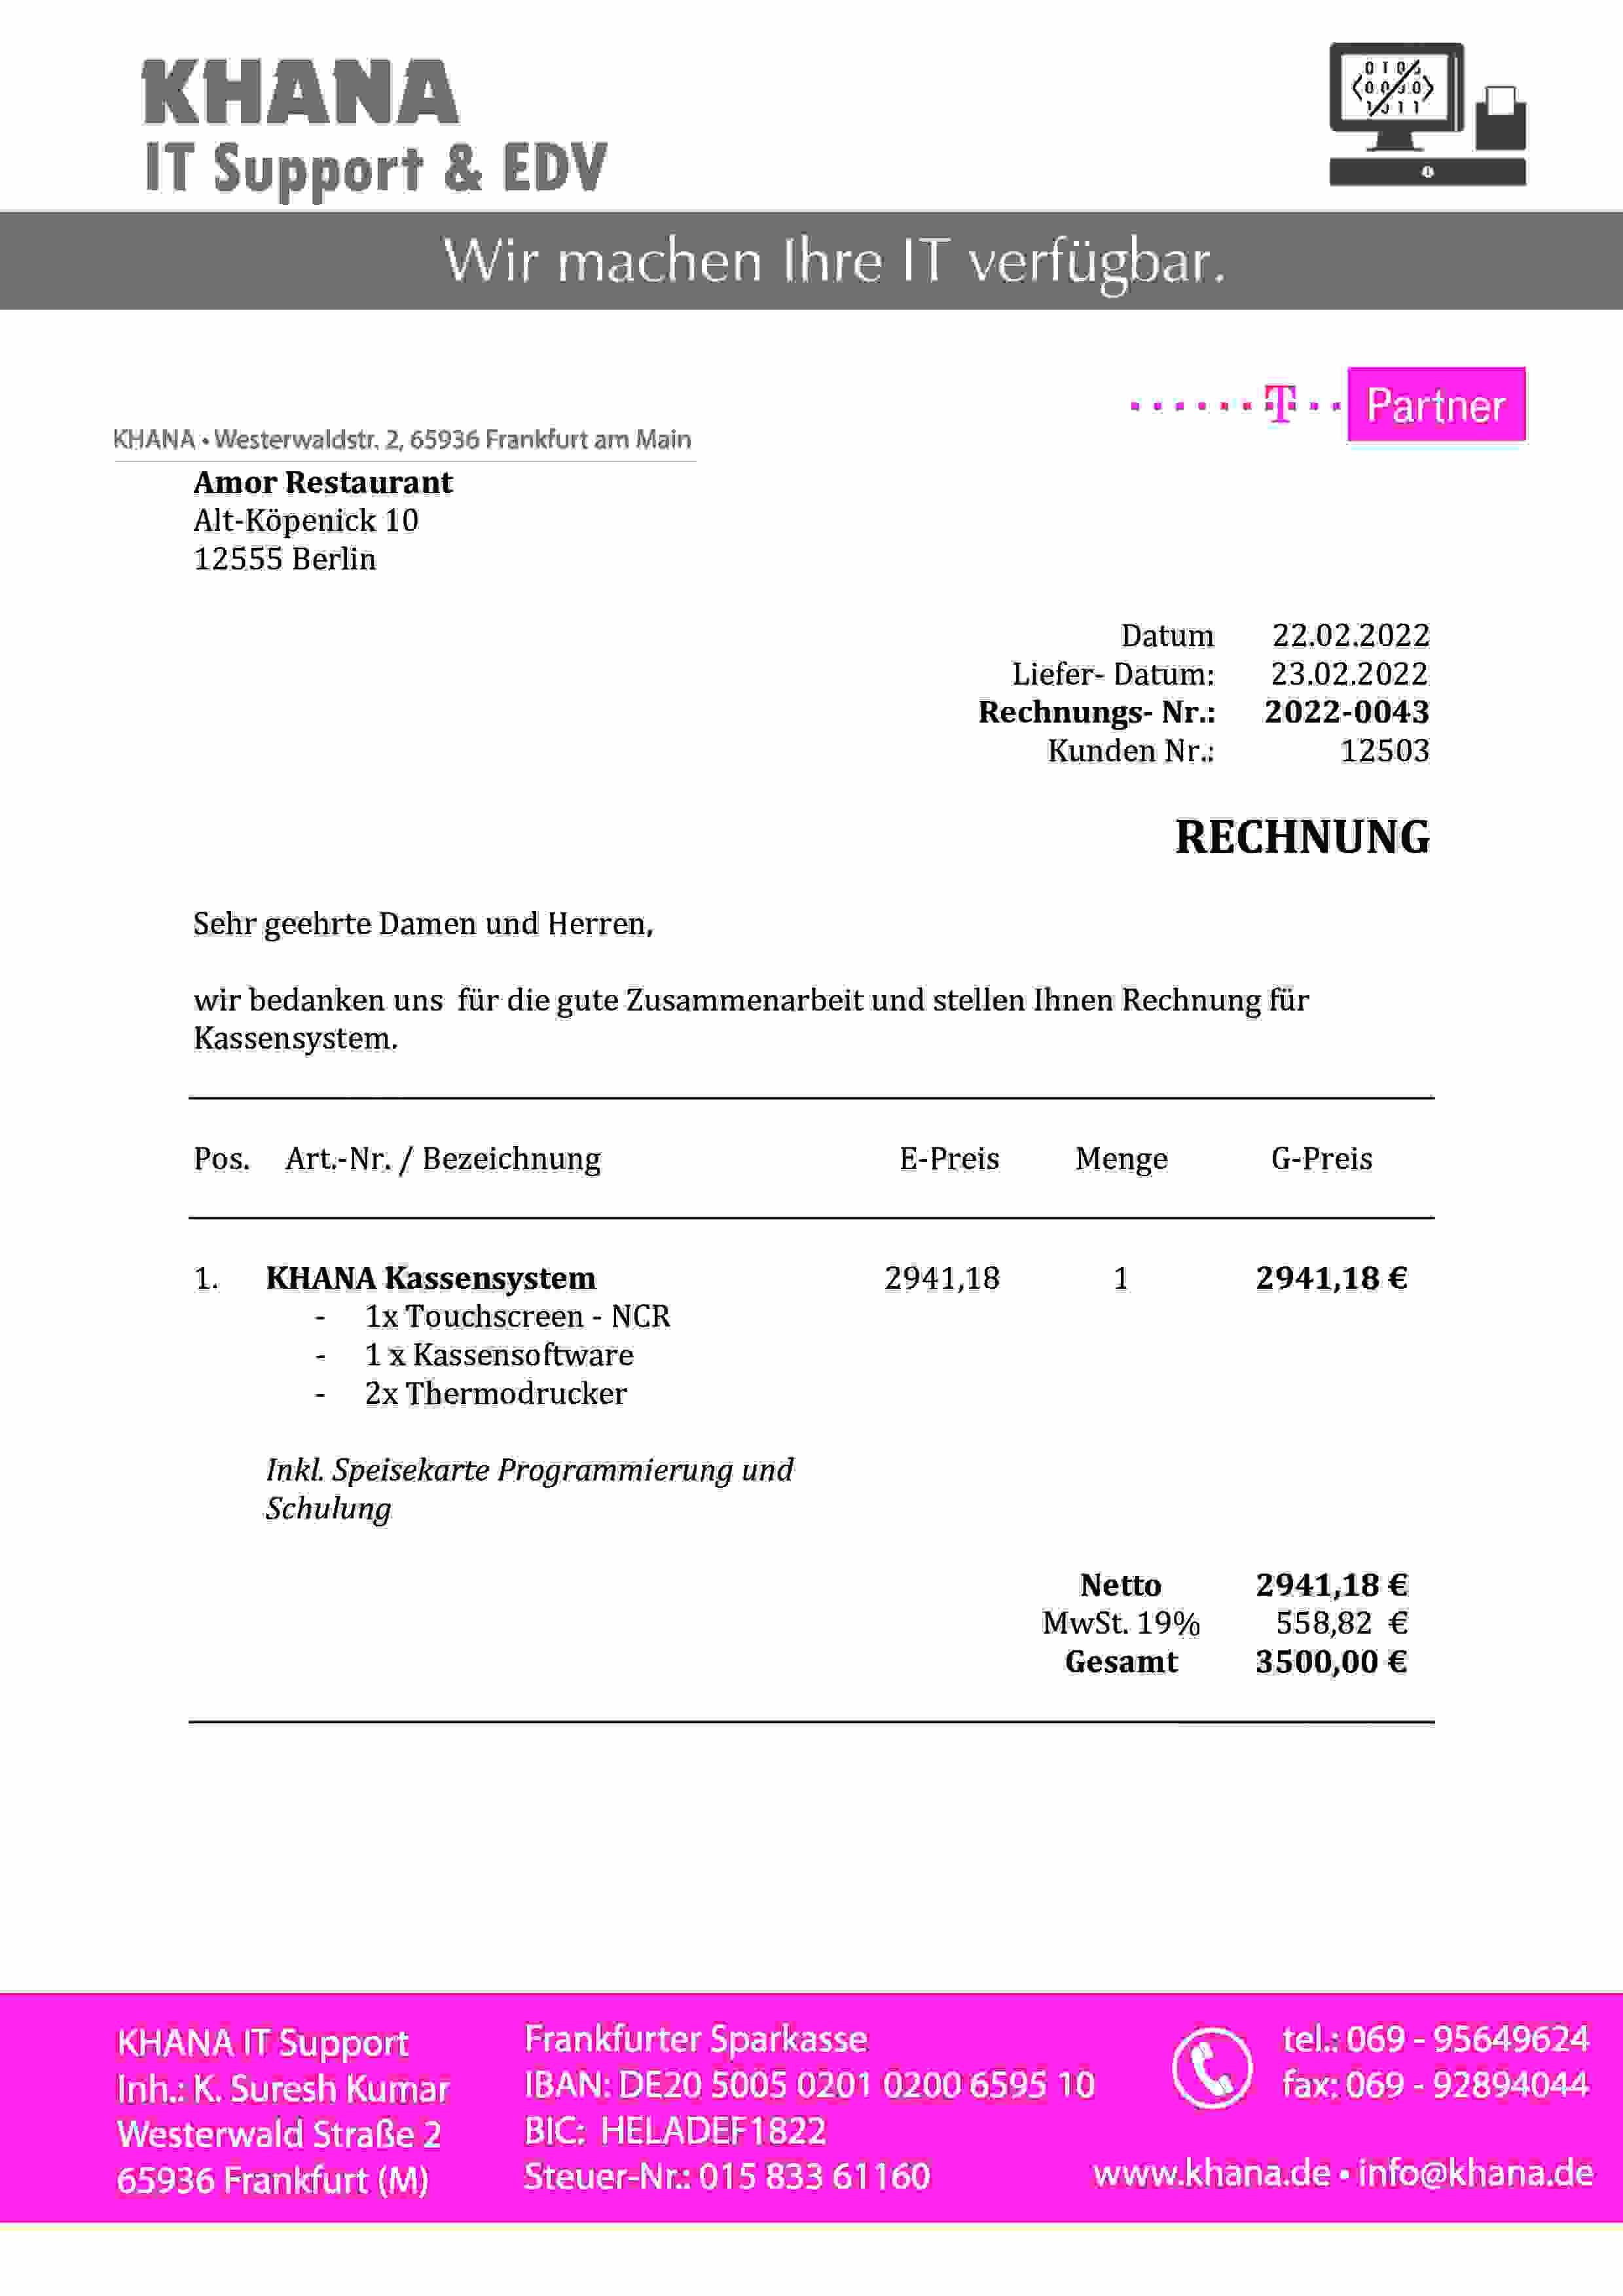 KHANA
IT Support & EDV
Wir machen Ihre IT verfügbar.
T Partner
KHANA • Westerwaldstr. 2, 65936 Frankfurt am Main
Amor Restaurant
Alt-Köpenick 10
12555 Berlin
Datum 22.02.2022
Liefer- Datum: 23.02.2022
Rechnungs- Nr.: 2022-0043
Kunden Nr.: 12503
RECHNUNG
Sehr geehrte Damen und Herren,
wir bedanken uns für die gute Zusammenarbeit und stellen Ihnen Rechnung für
Kassensystem.
Pos. Art.-Nr. / Bezeichnung E-Preis Menge G-Preis
1. KHANA Kassensystem 2941,18 1 2941,18 €
- 1x Touchscreen - NCR
- 1 x Kassensoftware
- 2x Thermodrucker
Inkl. Speisekarte Programmierung und
Schulung
Netto 2941,18 €
MwSt. 19% 558,82 €
Gesamt 3500,00 €
KHANA IT Support
Inh.: K. Suresh Kumar
Westerwald Straße 2
65936 Frankfurt (M)
Frankfurter Sparkasse
IBAN: DE20 5005 0201 0200 6595 10
BIC: HELADEF1822
Steuer-Nr.: 015 833 61160
tel.: 069 - 95649624
fax: 069 - 92894044
www.khana.de • info@khana.de